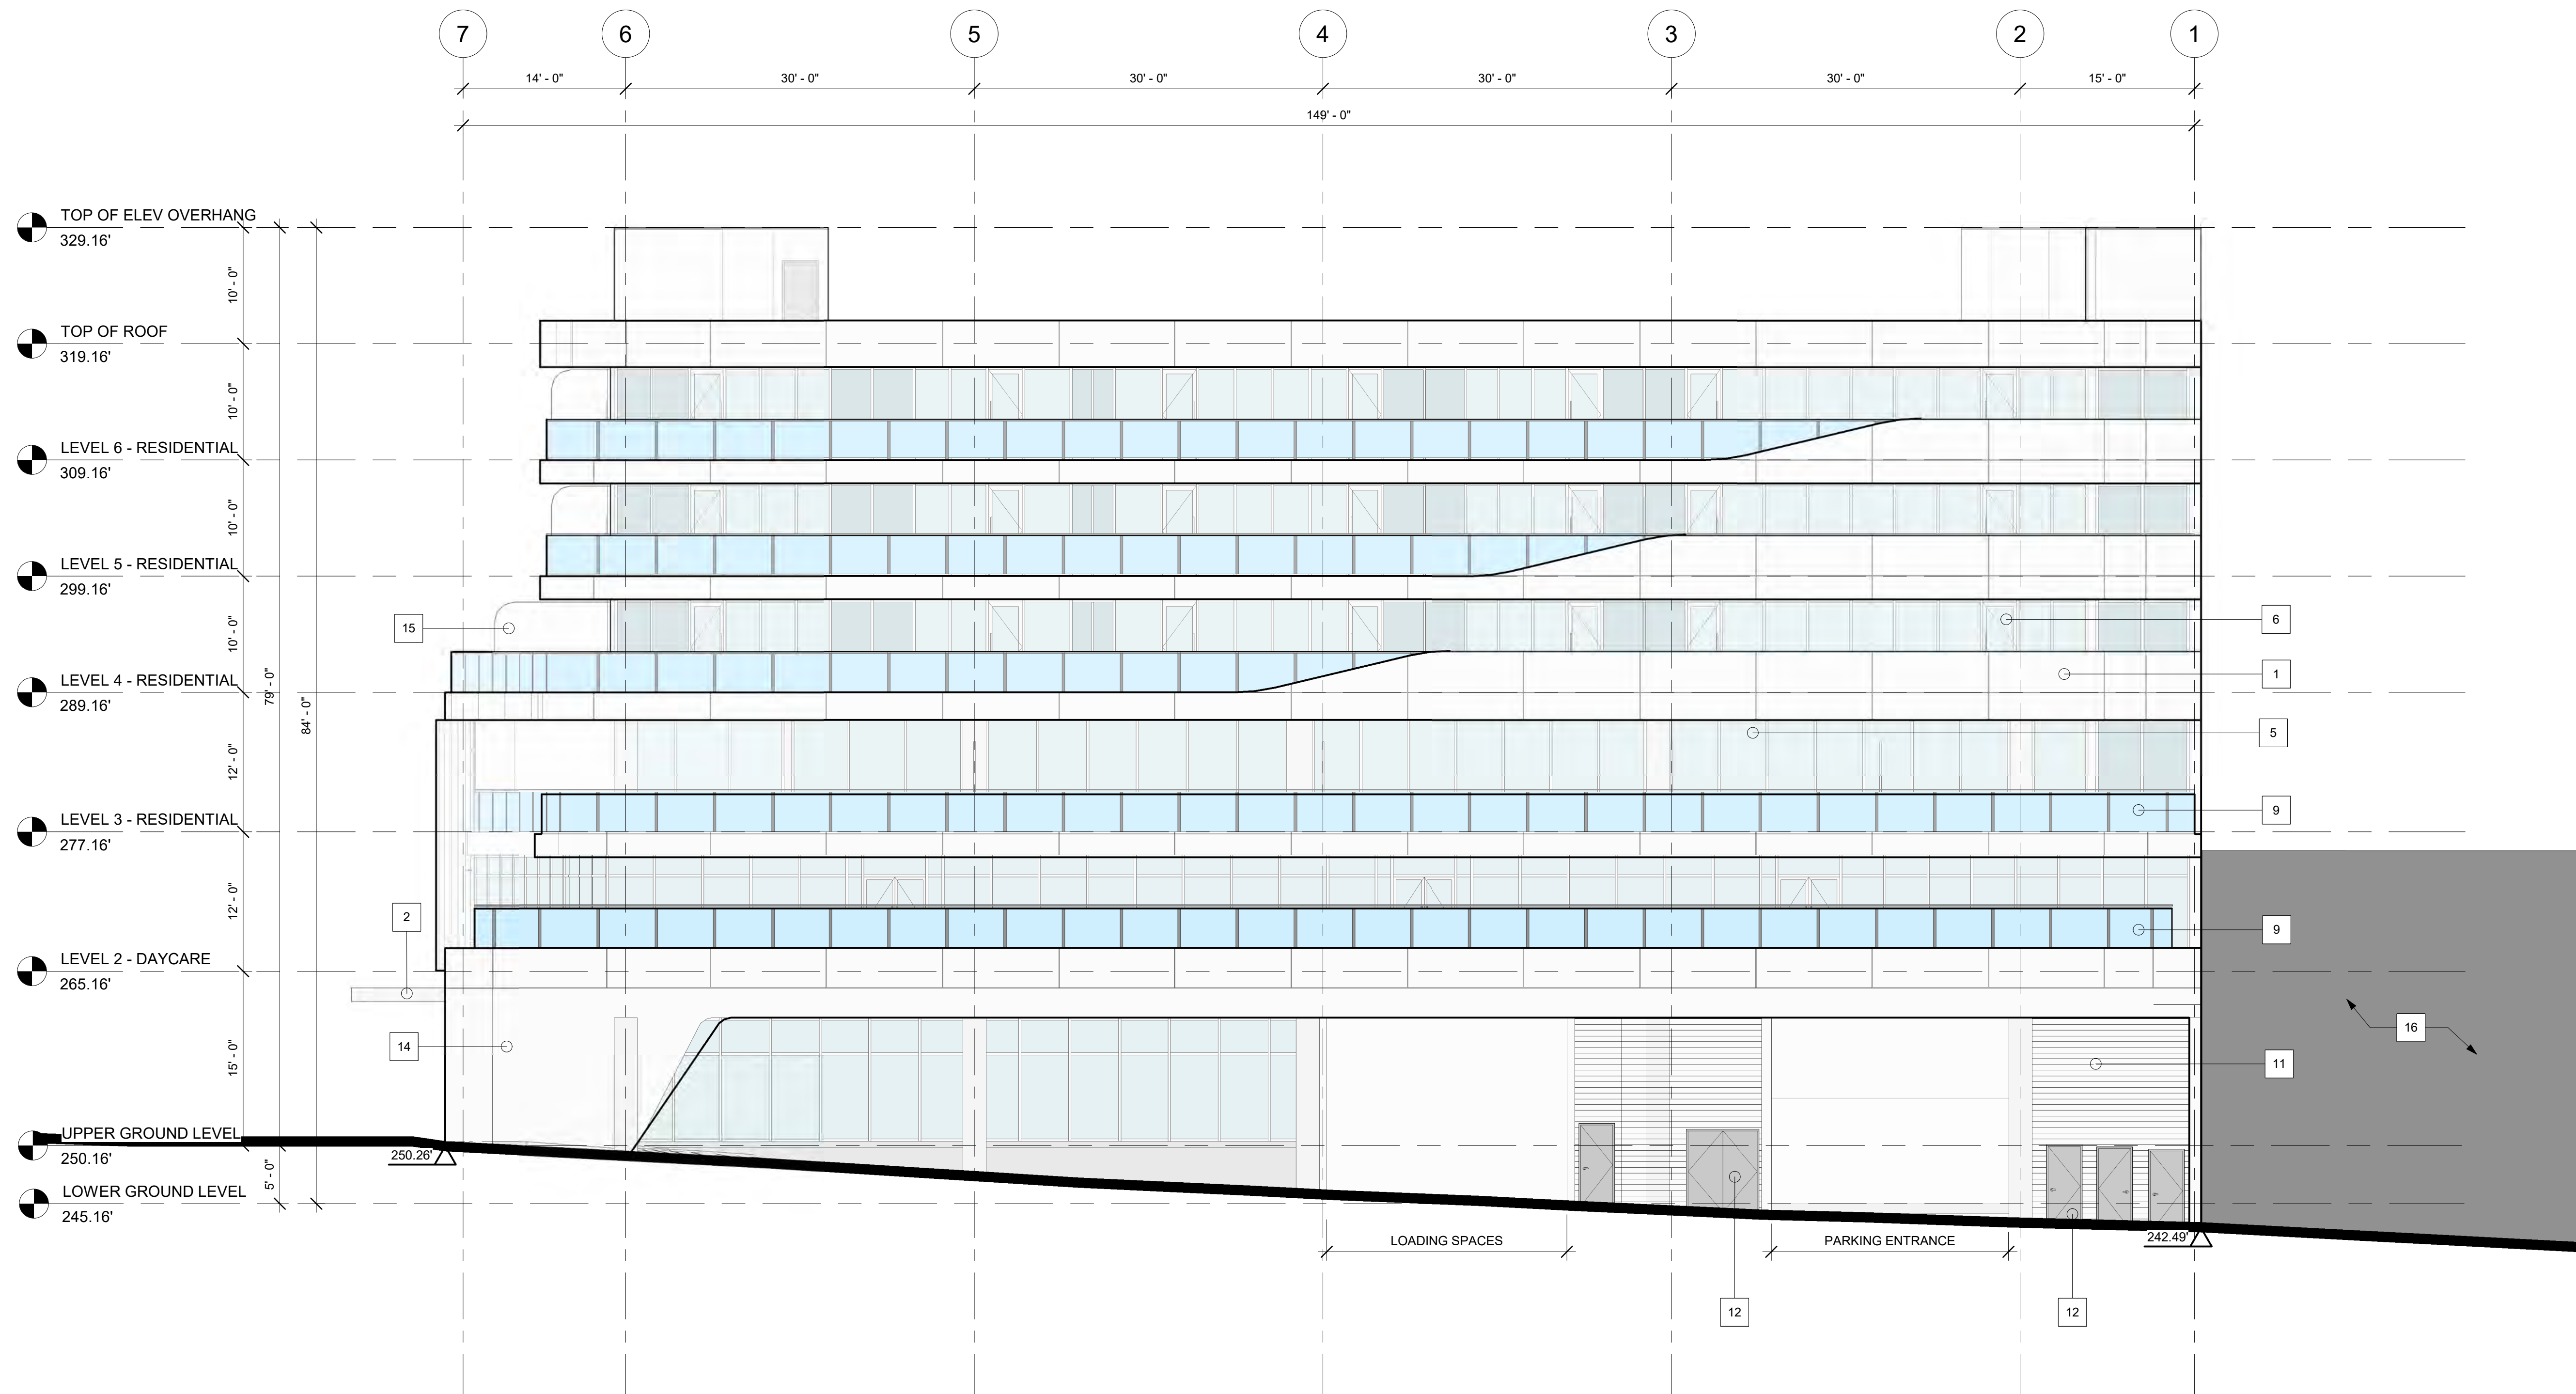 7 6 5 4 3 2 1
14' - 0" 30' - 0" 30' - 0" 30' - 0" 30' - 0" 15' - 0"
149' - 0"
TOP OF ELEV OVERHANG
329.16'
10' - 0"
TOP OF ROOF
319.16'
10' - 0"
LEVEL 6 - RESIDENTIAL
309.16'
10' - 0"
LEVEL 5 - RESIDENTIAL
299.16'
15
6
10' - 0"
LEVEL 4 - RESIDENTIAL
1
289.16'
79' - 0"
84' - 0"
5
12' - 0"
LEVEL 3 - RESIDENTIAL
9
277.16'
12' - 0"
2
9
LEVEL 2 - DAYCARE
265.16'
16
14
15' - 0"
11
UPPER GROUND LEVEL
250.16'
250.26'
5' - 0"
LOWER GROUND LEVEL
245.16'
242.49'
LOADING SPACES
PARKING ENTRANCE
12
12